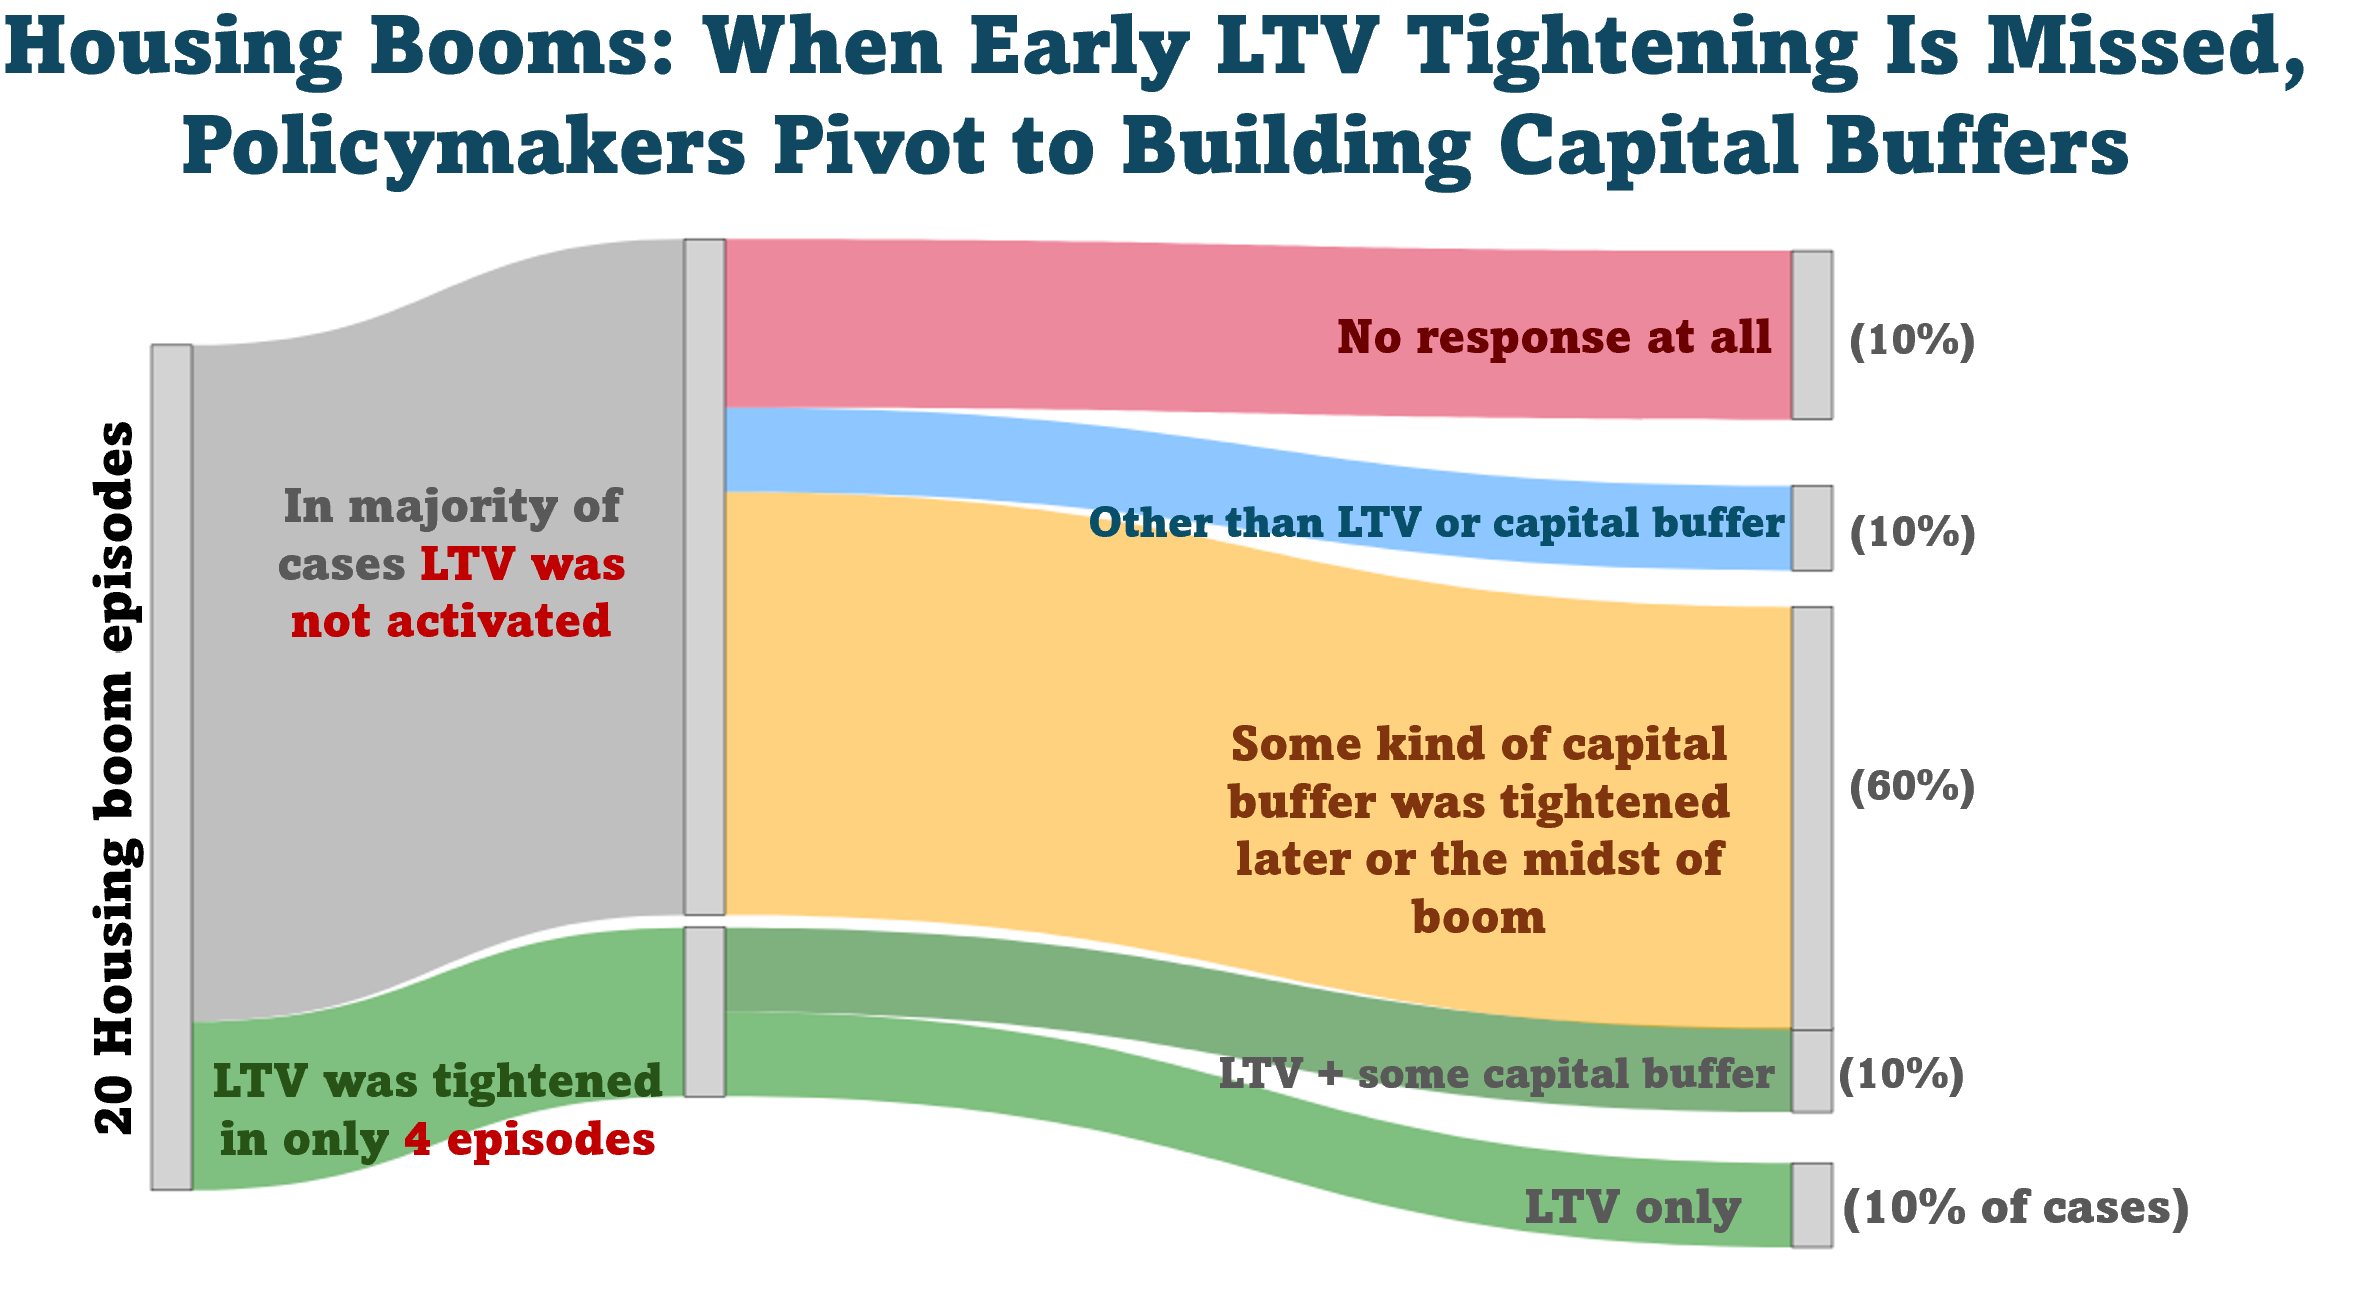 Housing Booms: When Early LTV Tightening Is Missed,
Policymakers Pivot to Building Capital Buffers
20 Housing boom episodes
In majority of
cases LTV was
not activated
LTV was tightened
in only 4 episodes
No response at all
(10%)
Other than LTV or capital buffer
(10%)
Some kind of capital
buffer was tightened
later or the midst of
boom
(60%)
LTV + some capital buffer
(10%)
LTV only
(10% of cases)